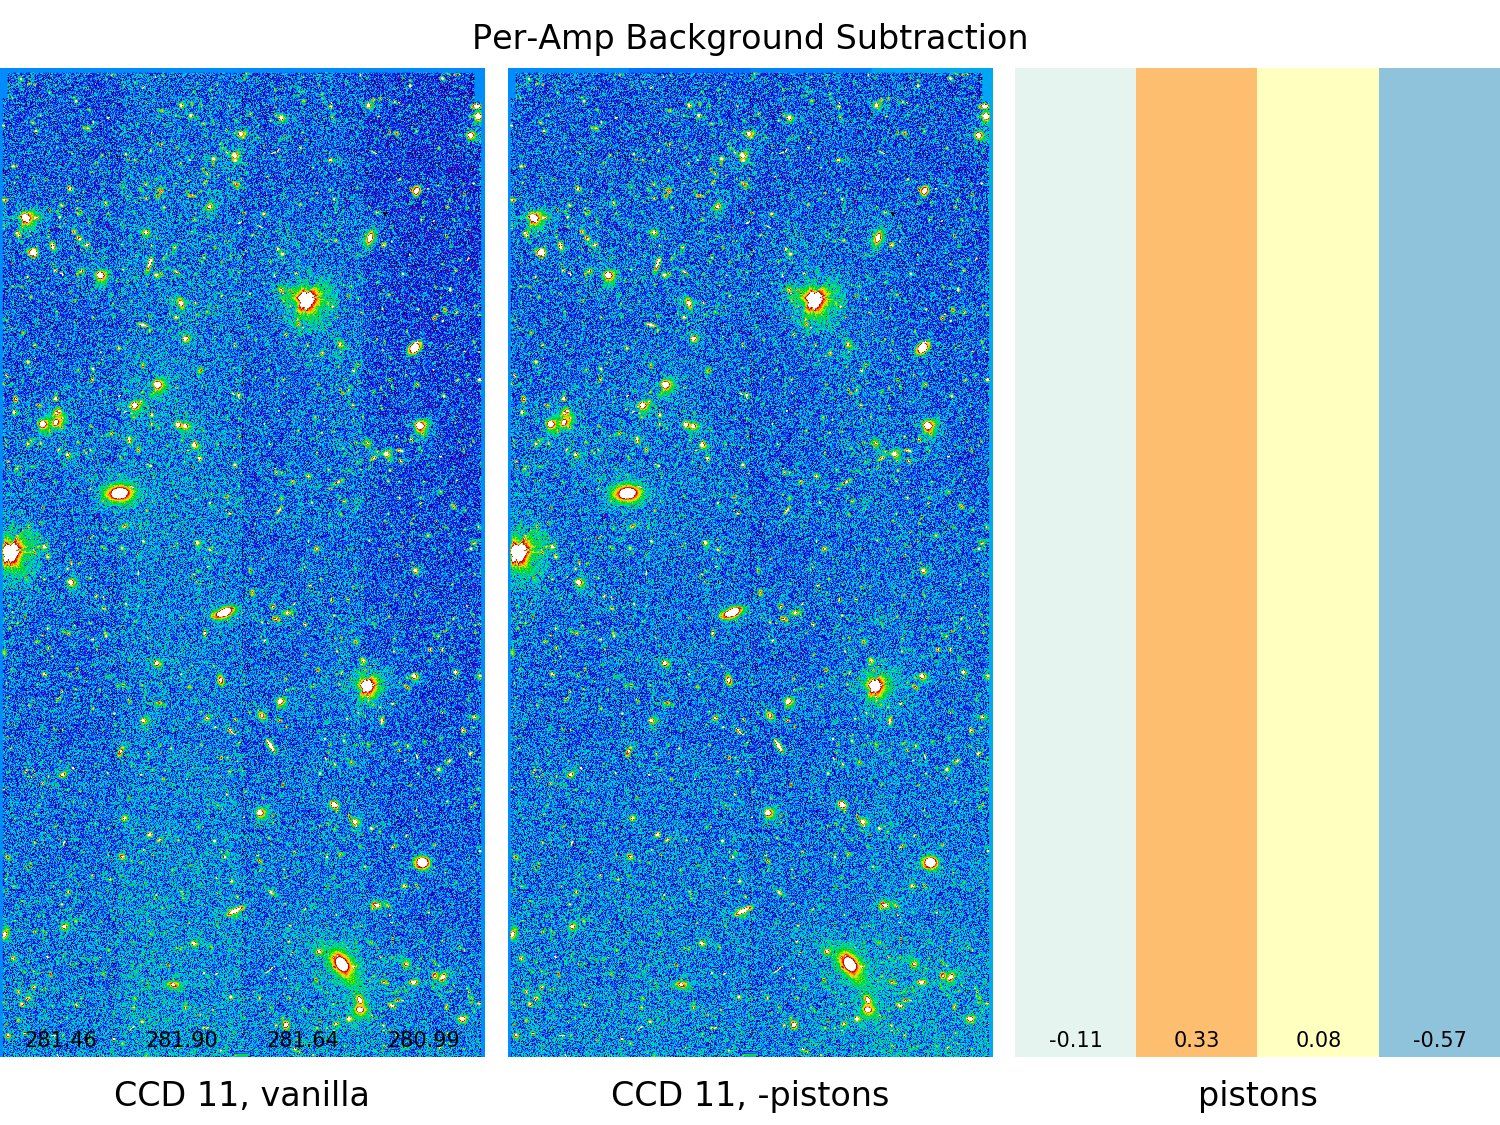 Per-Amp Background Subtraction
281.46 281.90 281.64 280.99
-0.11 0.33 0.08 -0.57
CCD 11, vanilla
CCD 11, -pistons
pistons